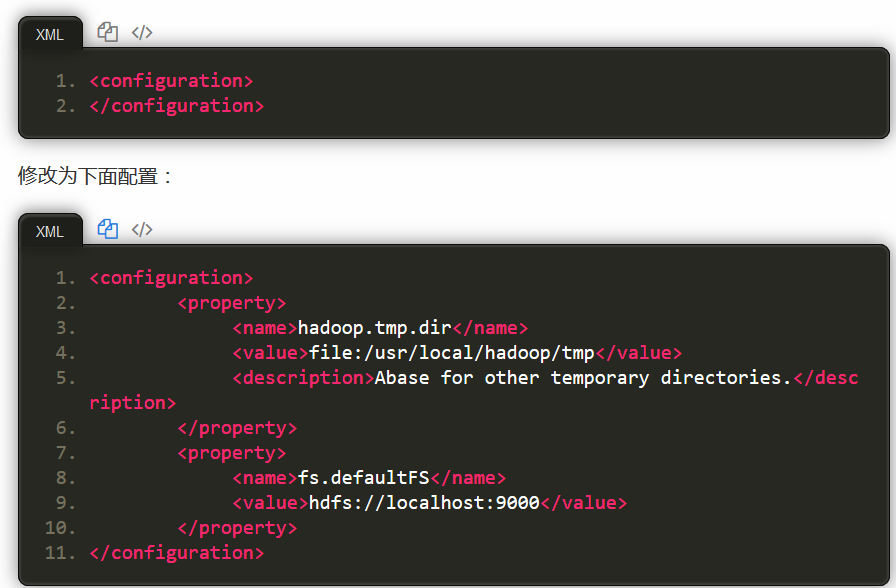 XML </>
1. <configuration>
2. </configuration>
修改为下面配置：
XML </>
1. <configuration>
2. <property>
3. <name>hadoop.tmp.dir</name>
4. <value>file:/usr/local/hadoop/tmp</value>
5. <description>Abase for other temporary directories.</desc
ription>
6. </property>
7. <property>
8. <name>fs.defaultFS</name>
9. <value>hdfs://localhost:9000</value>
10. </property>
11. </configuration>